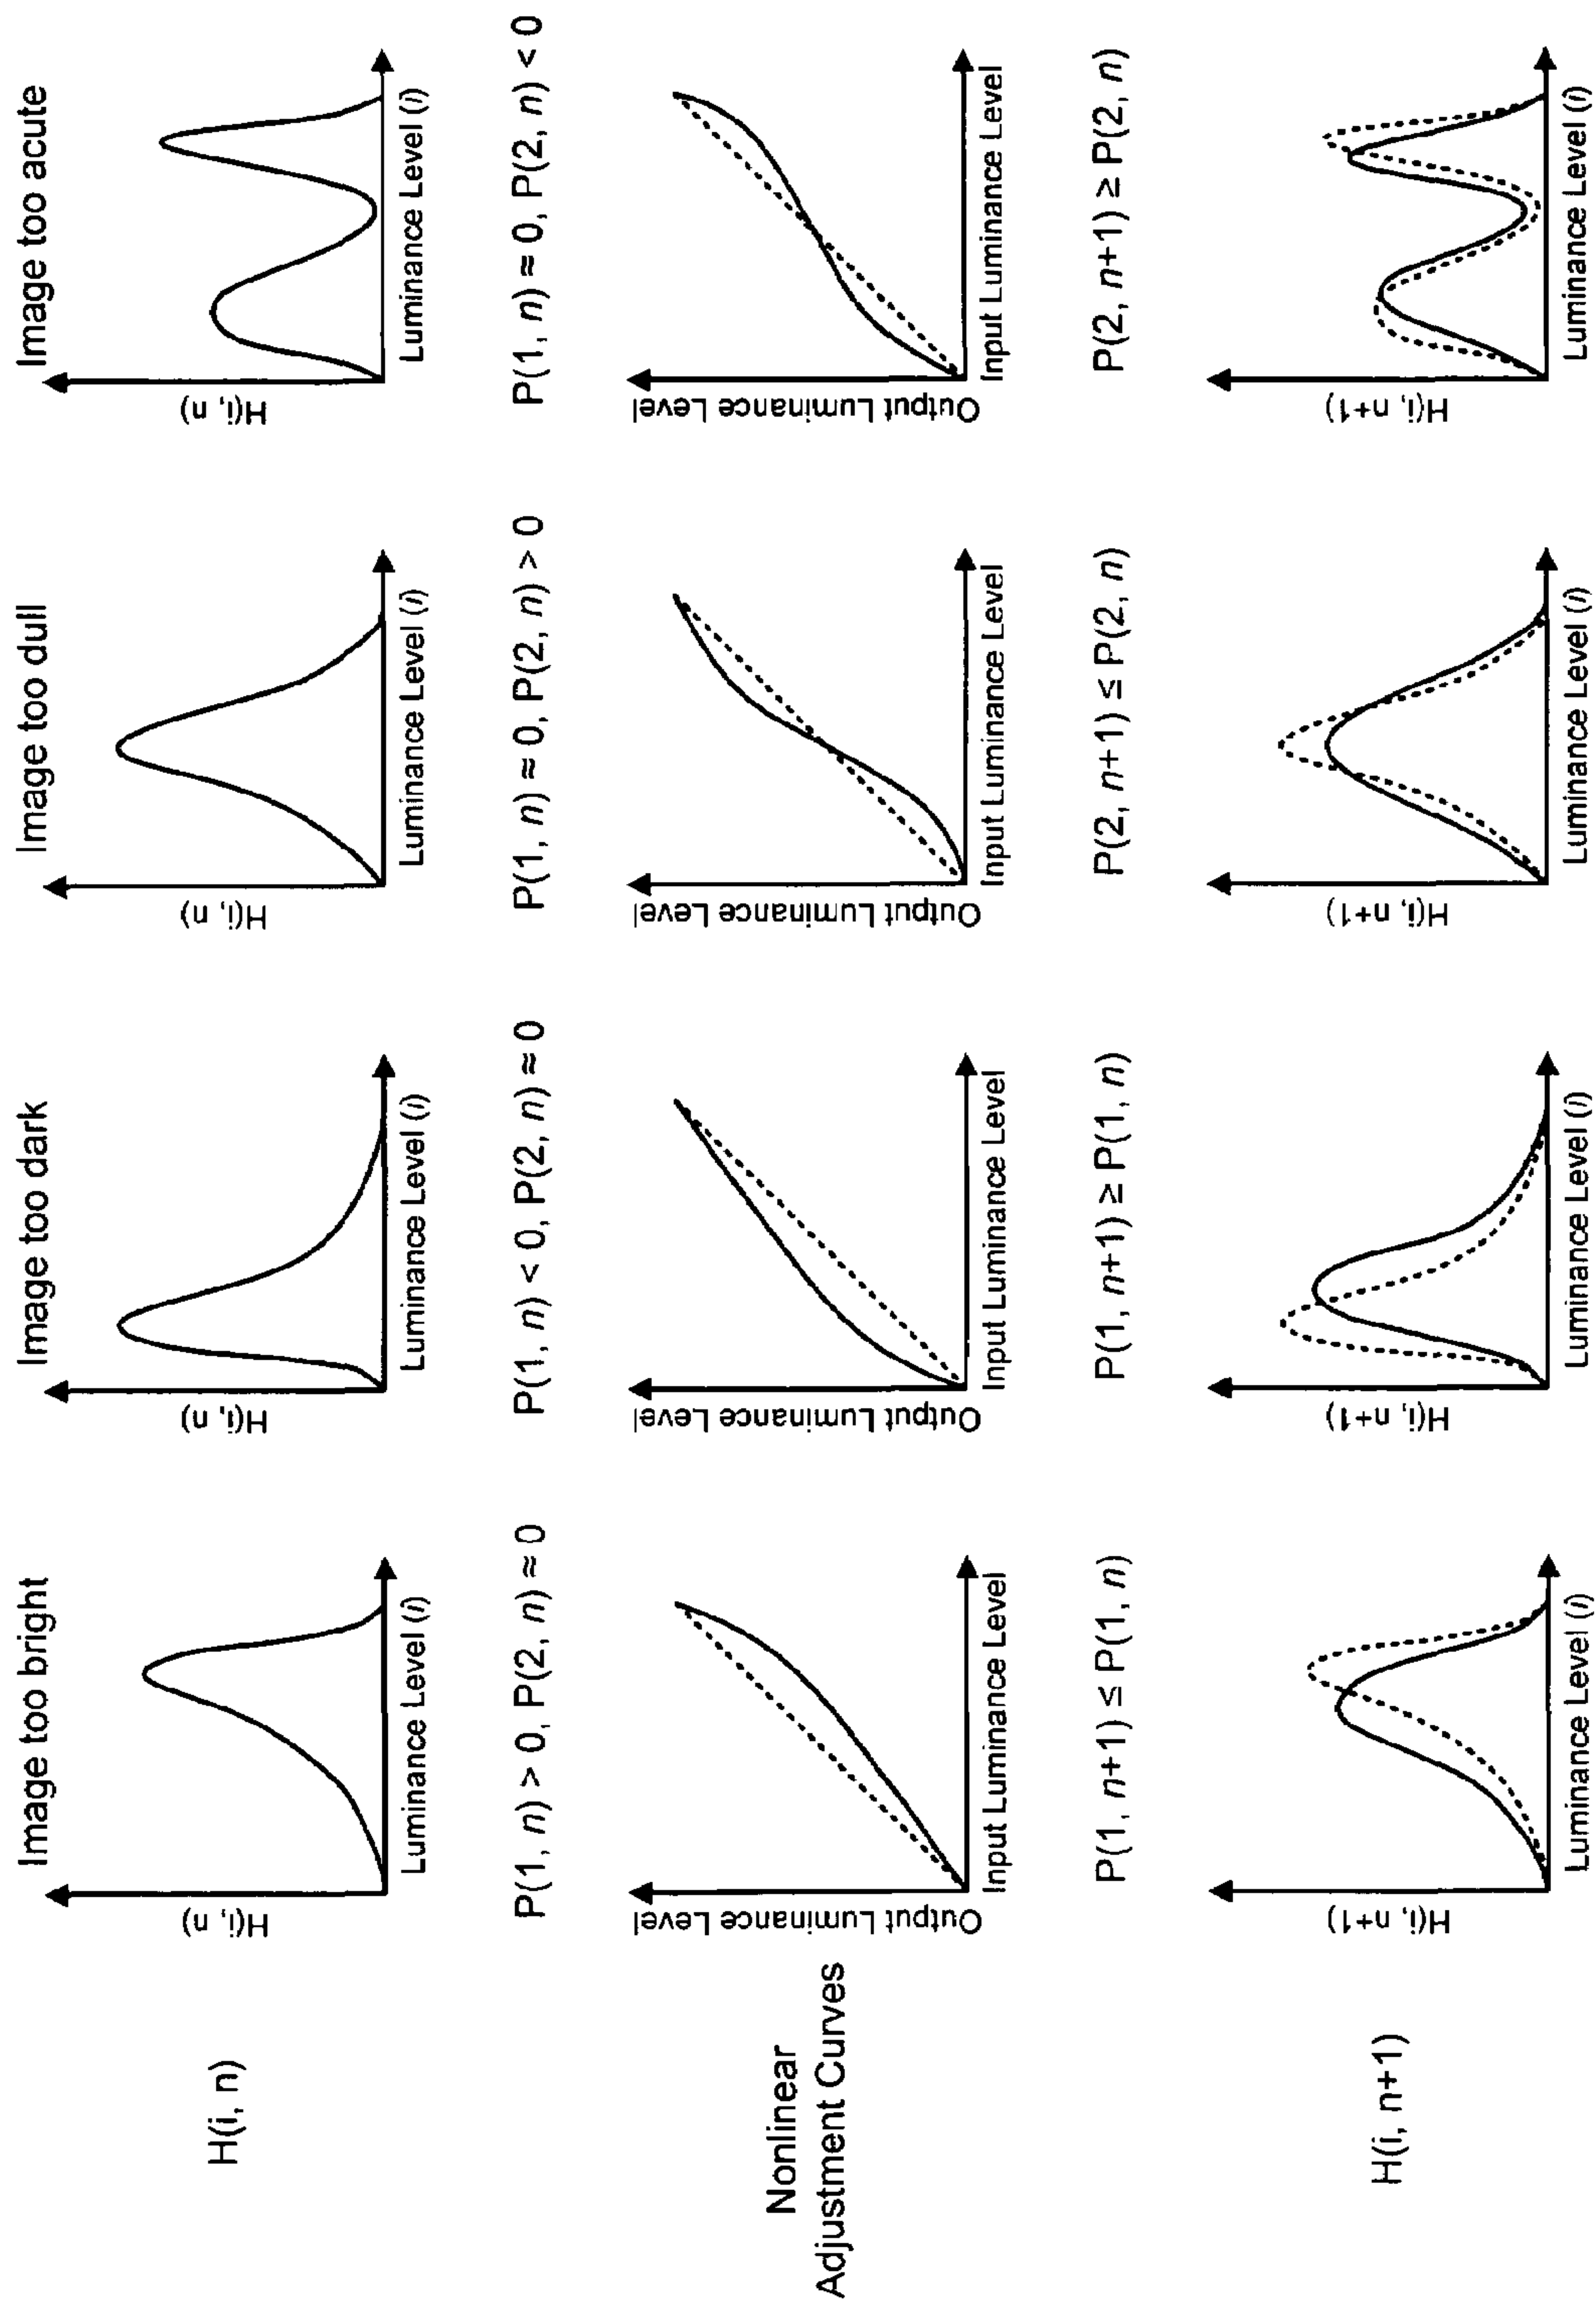 Image too bright
Image too dark
Image too dull
Image too acute
H(i, n)
H(i, n)
H(i, n)
H(i, n)
H(i, n)
Luminance Level (i)
Luminance Level (i)
Luminance Level (i)
Luminance Level (i)
P(1, n) > 0, P(2, n) ≈ 0
P(1, n) < 0, P(2, n) ≈ 0
P(1, n) ≈ 0, P(2, n) > 0
P(1, n) ≈ 0, P(2, n) < 0
Nonlinear
Adjustment Curves
Output Luminance Level
Output Luminance Level
Output Luminance Level
Output Luminance Level
Input Luminance Level
Input Luminance Level
Input Luminance Level
Input Luminance Level
P(1, n+1) ≤ P(1, n)
P(1, n+1) ≥ P(1, n)
P(2, n+1) ≤ P(2, n)
P(2, n+1) ≥ P(2, n)
H(i, n+1)
H(i, n+1)
H(i, n+1)
H(i, n+1)
H(i, n+1)
Luminance Level (i)
Luminance Level (i)
Luminance Level (i)
Luminance Level (i)